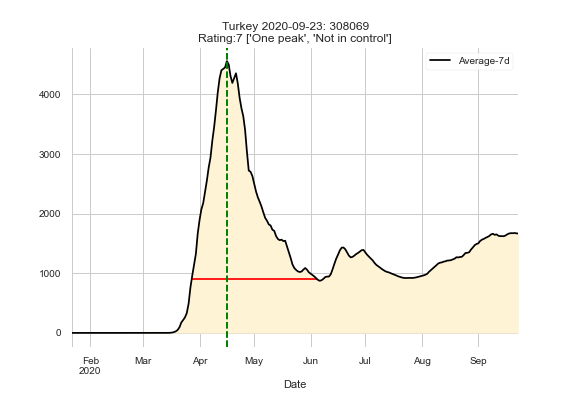 Turkey 2020-09-23: 308069
Rating:7 ['One peak', 'Not in control']
Average-7d
4000
3000
2000
1000
0
Feb Mar Apr May Jun Jul Aug Sep
2020
Date